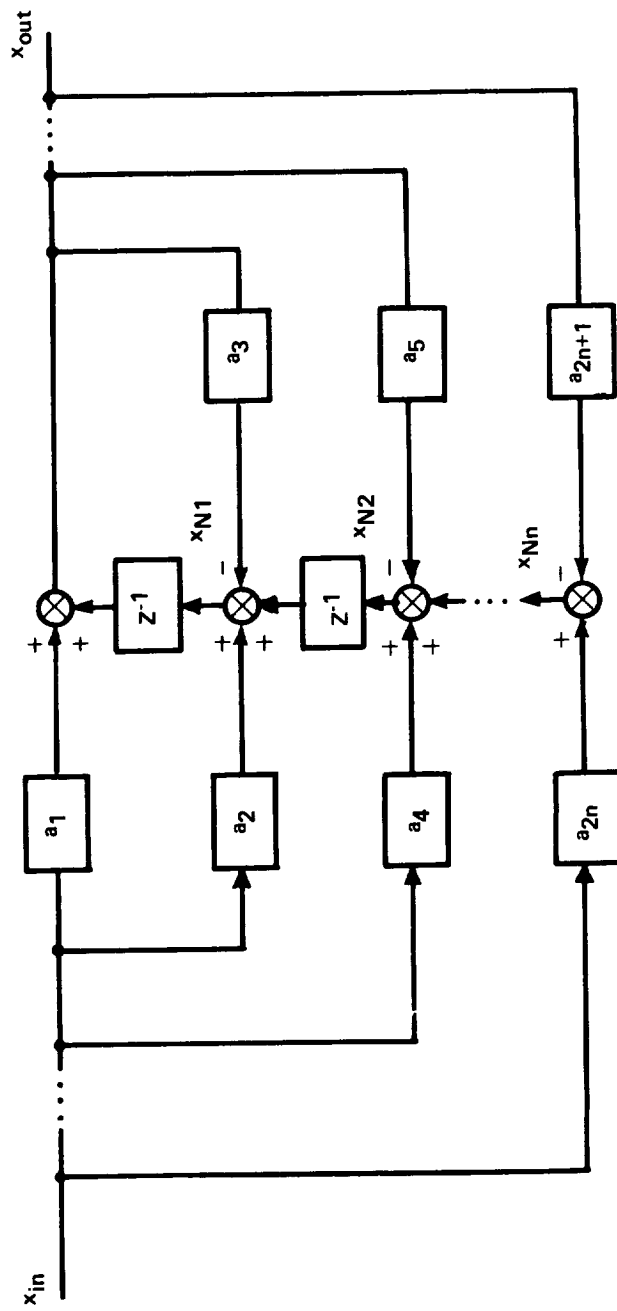 x_in x_out
a_1
+ +
z^-1
x_N1
a_2 + + - a_3
z^-1
x_N2
a_4 + + - a_5
...
x_Nn
a_2n + - a_2n+1